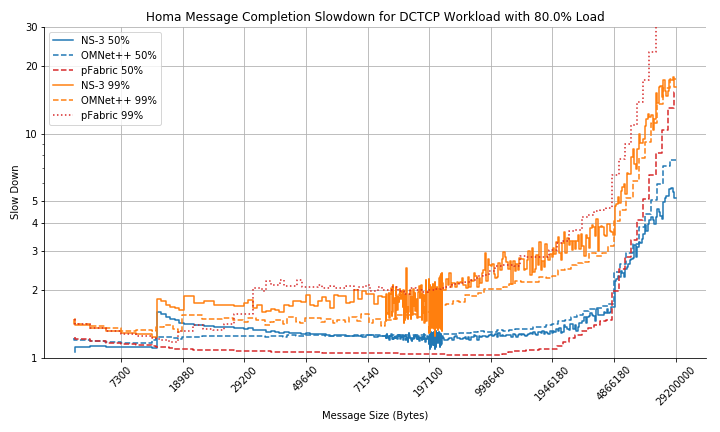 Homa Message Completion Slowdown for DCTCP Workload with 80.0% Load
NS-3 50%
OMNet++ 50%
pFabric 50%
NS-3 99%
OMNet++ 99%
pFabric 99%
Slow Down
30
20
10
5
4
3
2
1
7300
18980
29200
49640
71540
197100
998640
1946180
4866180
29200000
Message Size (Bytes)